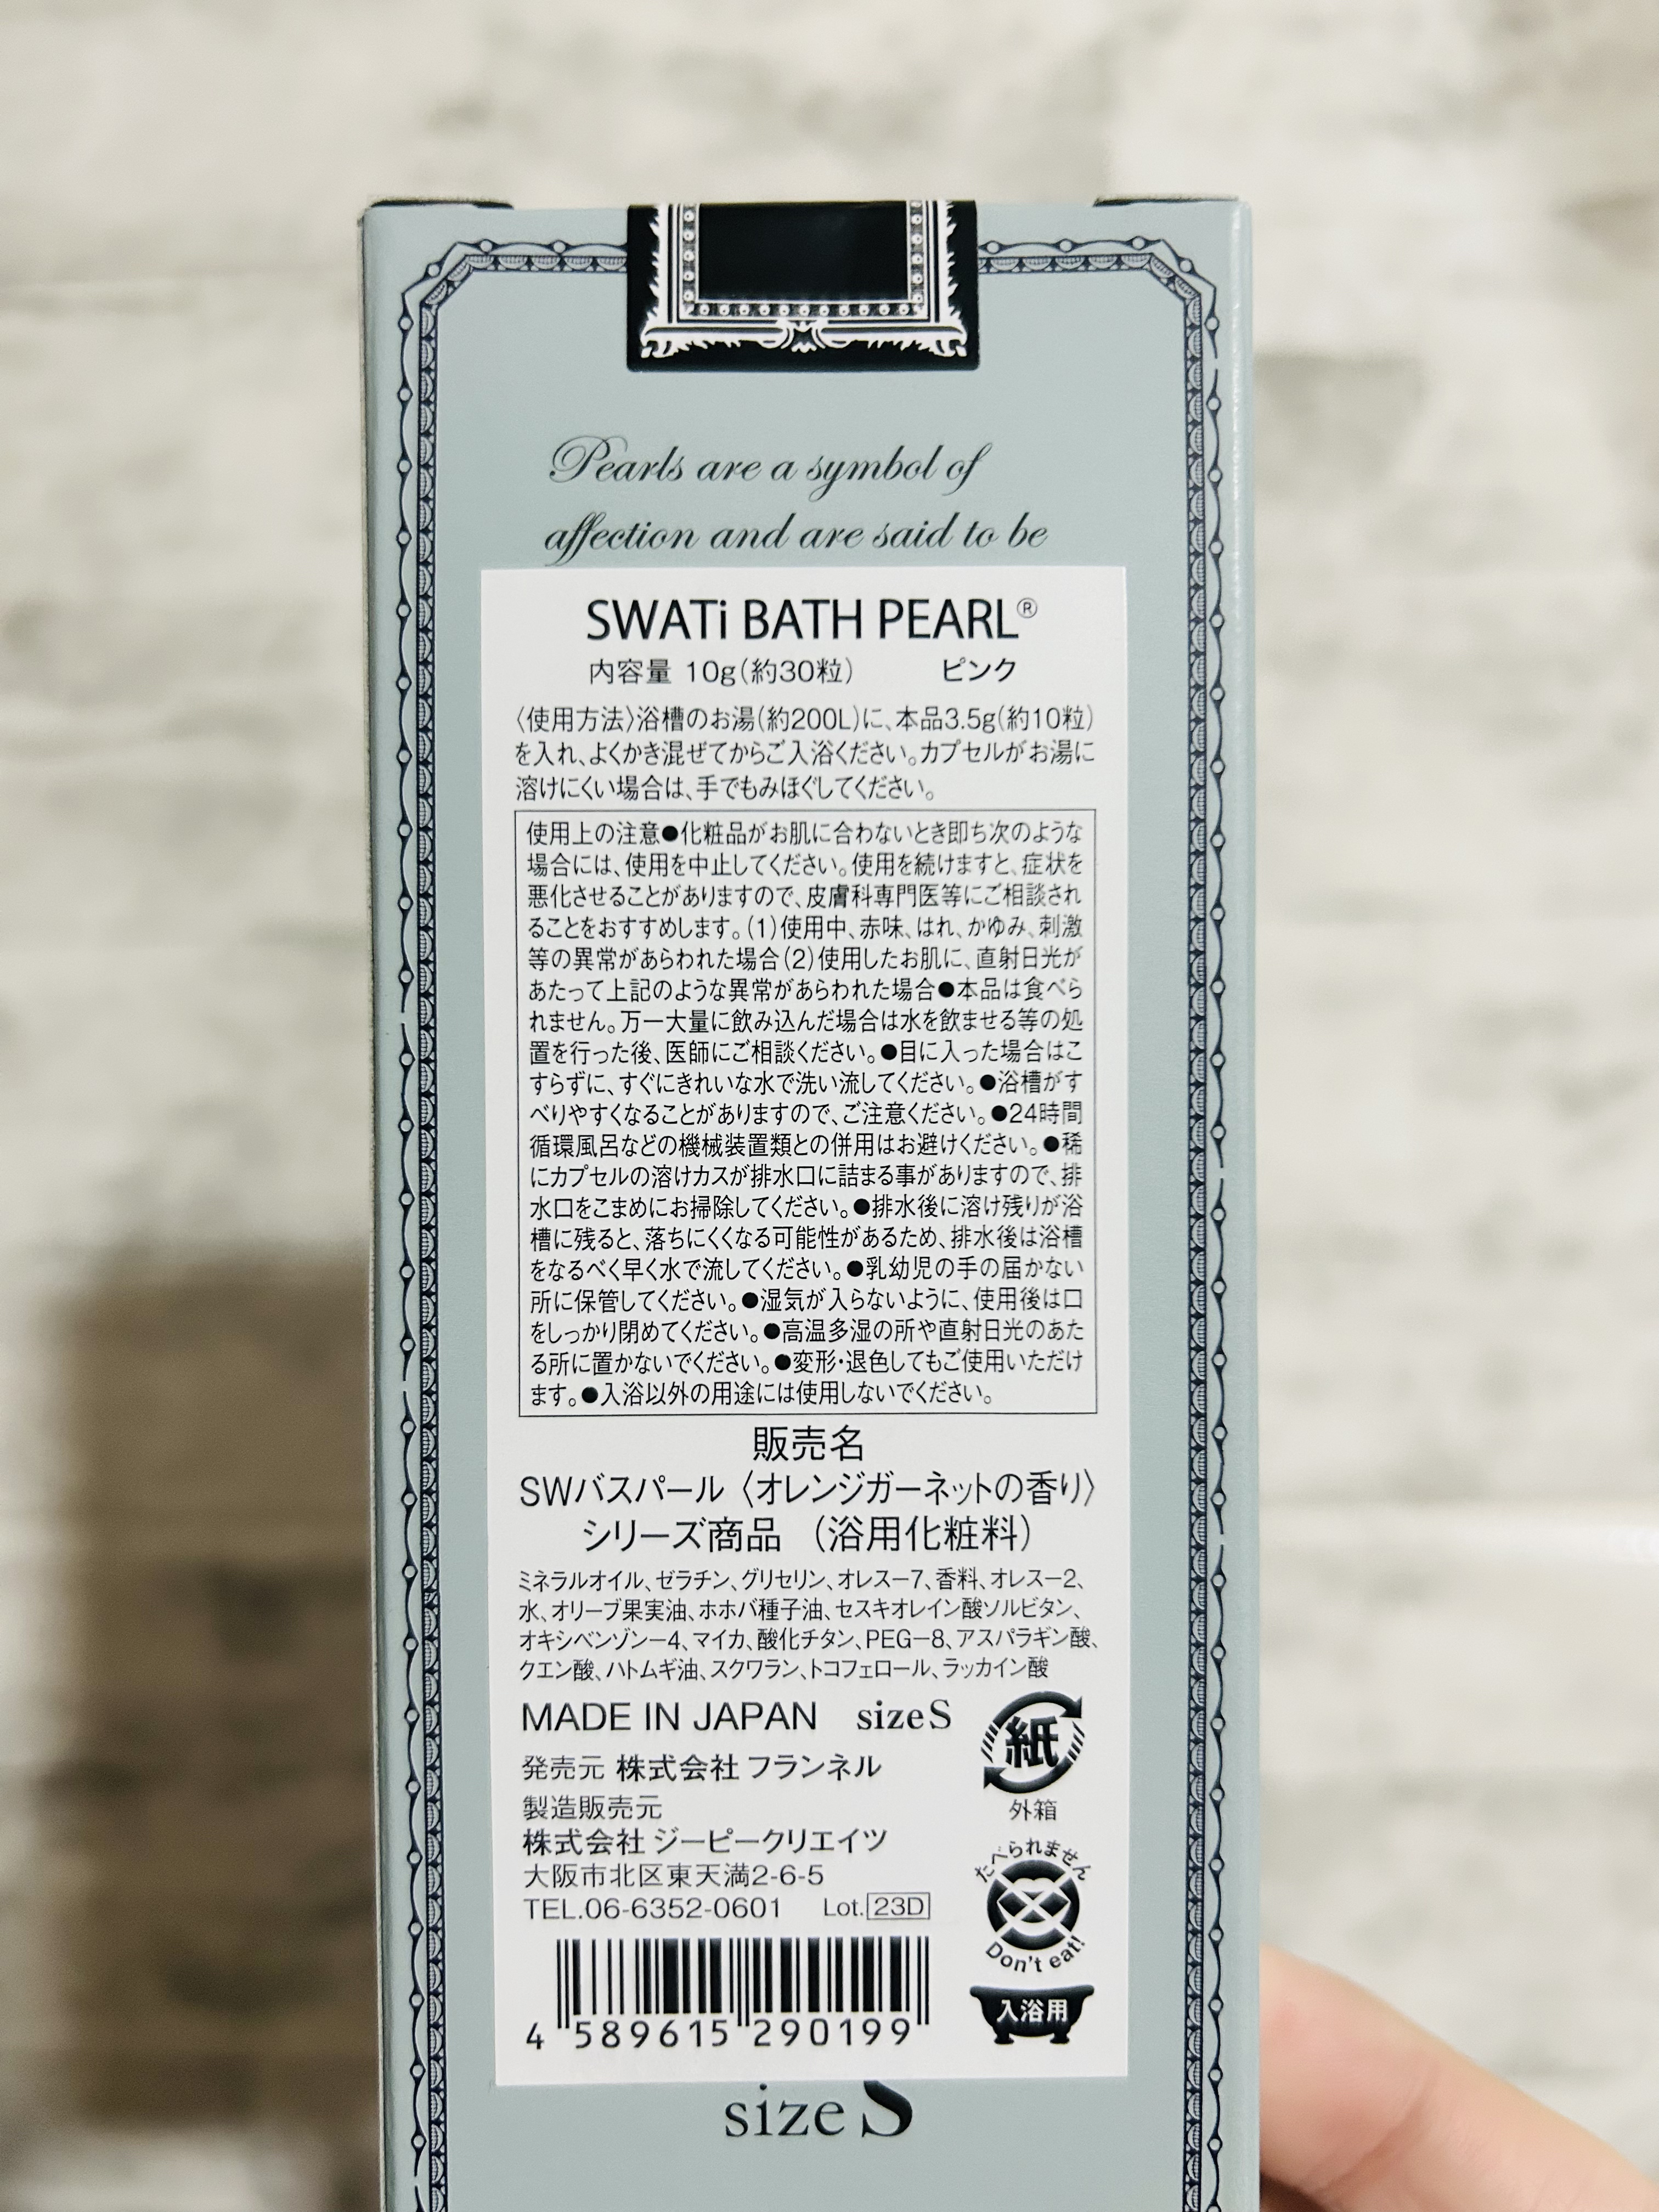 Pearls are a symbol of
affection and are said to be
SWATi BATH PEARL®
内容量 10g(約30粒) ピンク
〈使用方法〉浴槽のお湯(約200L)に、本品3.5g(約10粒)
を入れ、よくかき混ぜてからご入浴ください。カプセルがお湯に
溶けにくい場合は、手でもみほぐしてください。
使用上の注意●化粧品がお肌に合わないとき即ち次のような
場合には、使用を中止してください。使用を続けますと、症状を
悪化させることがありますので、皮膚科専門医等にご相談され
ることをおすすめします。(1)使用中、赤味、はれ、かゆみ、刺激
等の異常があらわれた場合(2)使用したお肌に、直射日光が
あたって上記のような異常があらわれた場合●本品は食べら
れません。万一大量に飲み込んだ場合は水を飲ませる等の処
置を行った後、医師にご相談ください。●目に入った場合はこ
すらずに、すぐにきれいな水で洗い流してください。●浴槽がす
べりやすくなることがありますので、ご注意ください。●24時間
循環風呂などの機械装置類との併用はお避けください。●稀
にカプセルの溶けカスが排水口に詰まる事がありますので、排
水口をこまめにお掃除してください。●排水後に溶け残りが浴
槽に残ると、落ちにくくなる可能性があるため、排水後は浴槽
をなるべく早く水で流してください。●乳幼児の手の届かない
所に保管してください。●湿気が入らないように、使用後は口
をしっかり閉めてください。●高温多湿の所や直射日光のあた
る所に置かないでください。●変形・退色してもご使用いただけ
ます。●入浴以外の用途には使用しないでください。
販売名
SWバスパール〈オレンジガーネットの香り〉
シリーズ商品 (浴用化粧料)
ミネラルオイル、ゼラチン、グリセリン、オレスー7、香料、オレスー2、
水、オリーブ果実油、ホホバ種子油、セスキオレイン酸ソルビタン、
オキシベンゾンー4、マイカ、酸化チタン、PEGー8、アスパラギン酸、
クエン酸、ハトムギ油、スクワラン、トコフェロール、ラッカイン酸
MADE IN JAPAN size S
発売元 株式会社 フランネル
製造販売元
株式会社 ジーピークリエイツ
大阪市北区東天満2-6-5
TEL.06-6352-0601 Lot.23D
紙
外箱
たべられません
Don't eat!
入浴用
4 589615 290199
size S